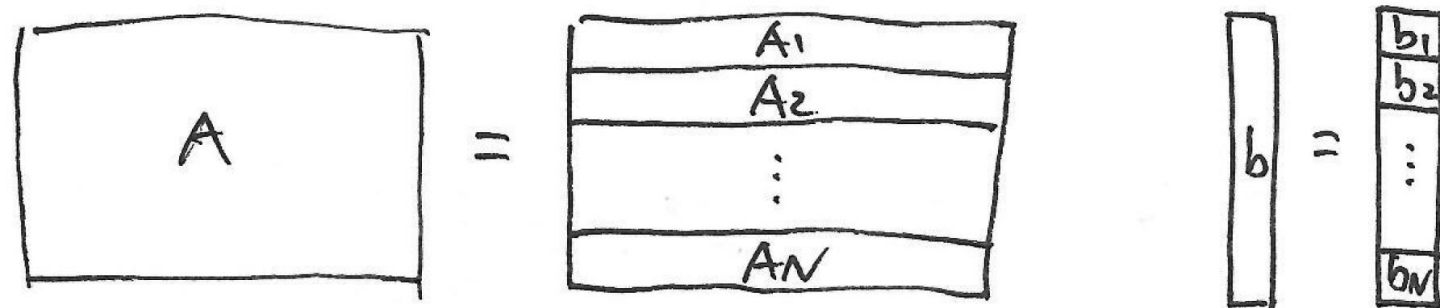 A = A1 b = b1
A2 b2
⋮ ⋮
AN bN